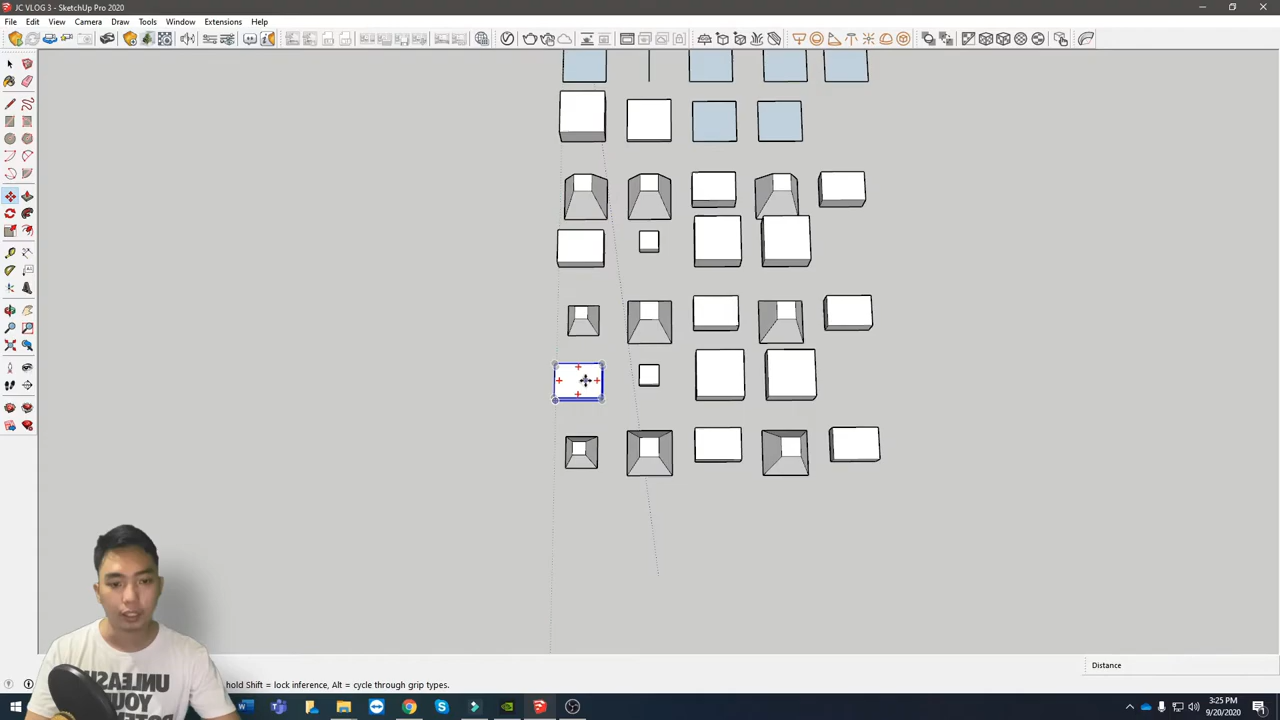 JC VLOG 3 - SketchUp Pro 2020
File Edit View Camera Draw Tools Window Extensions Help
UNLEASH
YOUR
hold Shift = lock inference, Alt = cycle through grip types.
Distance
3:25 PM
9/20/2020